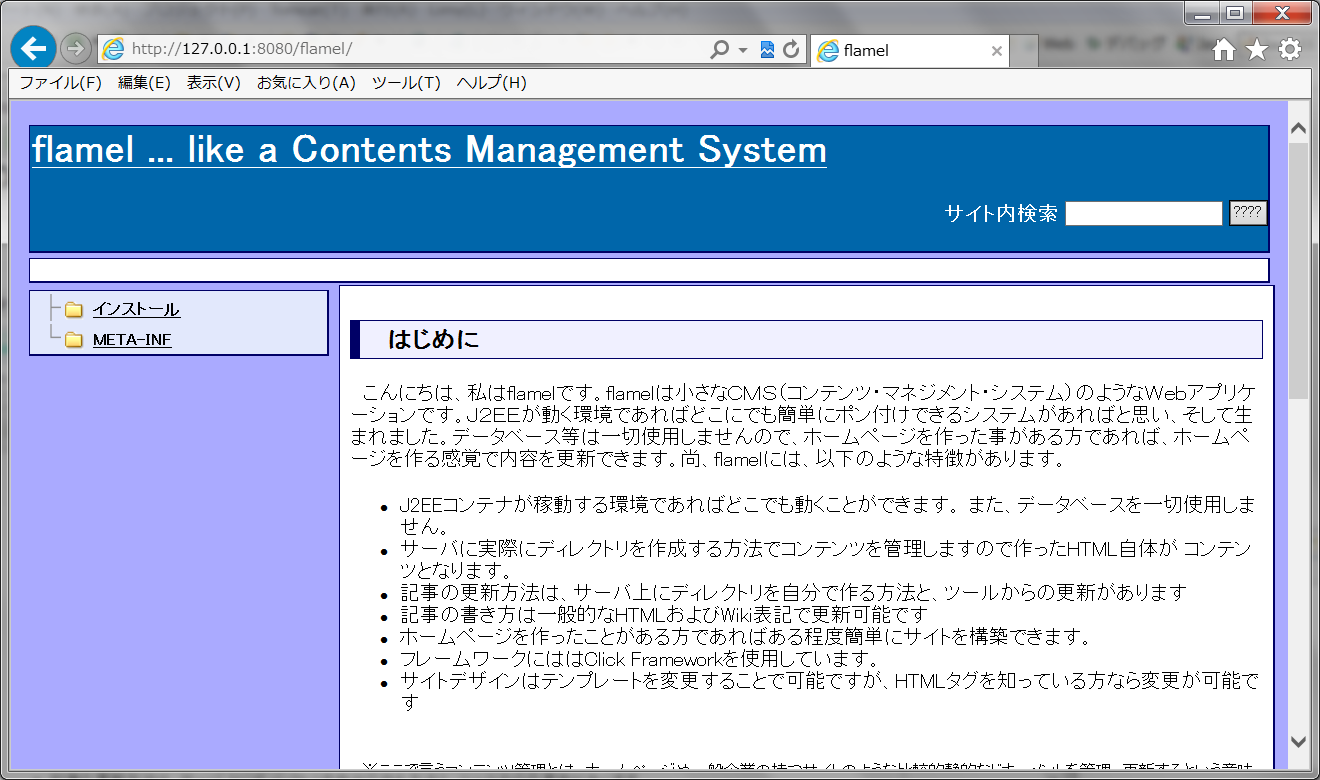 http://127.0.0.1:8080/flamel/
flamel
ファイル(F) 編集(E) 表示(V) お気に入り(A) ツール(T) ヘルプ(H)
flamel ... like a Contents Management System
サイト内検索
????
インストール
META-INF
はじめに
こんにちは、私はflamelです。flamelは小さなCMS（コンテンツ・マネジメント・システム）のようなWebアプリケ
ーションです。J2EEが動く環境であればどこにでも簡単にポン付けできるシステムがあればと思い、そして生
まれました。データベース等は一切使用しませんので、ホームページを作った事がある方であれば、ホームペ
ージを作る感覚で内容を更新できます。尚、flamelには、以下のような特徴があります。
• J2EEコンテナが稼動する環境であればどこでも動くことができます。 また、データベースを一切使用しま
せん。
• サーバに実際にディレクトリを作成する方法でコンテンツを管理しますので作ったHTML自体が コンテン
ツとなります。
• 記事の更新方法は、サーバ上にディレクトリを自分で作る方法と、ツールからの更新があります
• 記事の書き方は一般的なHTMLおよびWiki表記で更新可能です
• ホームページを作ったことがある方であればある程度簡単にサイトを構築できます。
• フレームワークにははClick Frameworkを使用しています。
• サイトデザインはテンプレートを変更することで可能ですが、HTMLタグを知っている方なら変更が可能で
す